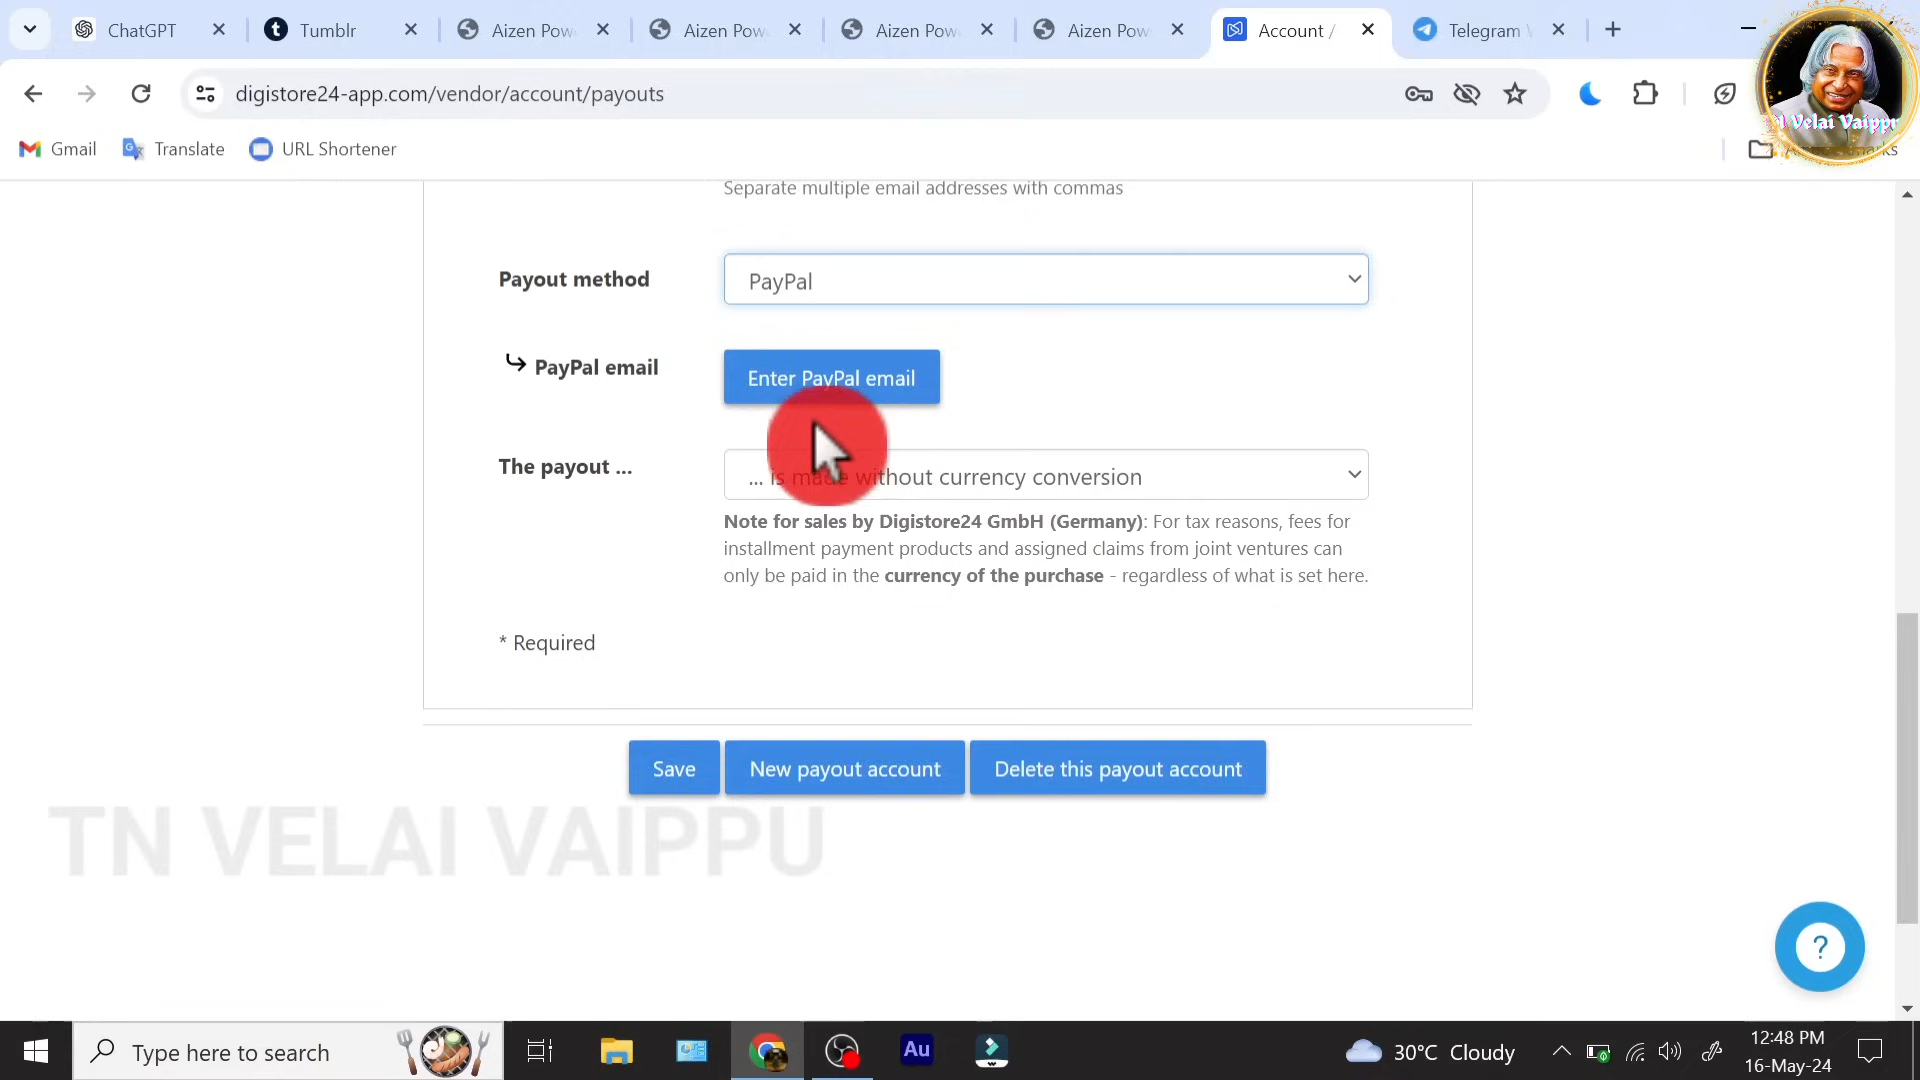 ChatGPT
Tumblr
Aizen Pow
Aizen Pow
Aizen Pow
Aizen Pow
Account /
Telegram
digistore24-app.com/vendor/account/payouts
Gmail
Translate
URL Shortener
Separate multiple email addresses with commas
Payout method
PayPal
PayPal email
Enter PayPal email
The payout ...
... is made without currency conversion
Note for sales by Digistore24 GmbH (Germany): For tax reasons, fees for
installment payment products and assigned claims from joint ventures can
only be paid in the currency of the purchase - regardless of what is set here.
* Required
Save
New payout account
Delete this payout account
TN VELAI VAIPPU
?
Type here to search
Au
30°C Cloudy
12:48 PM
16-May-24